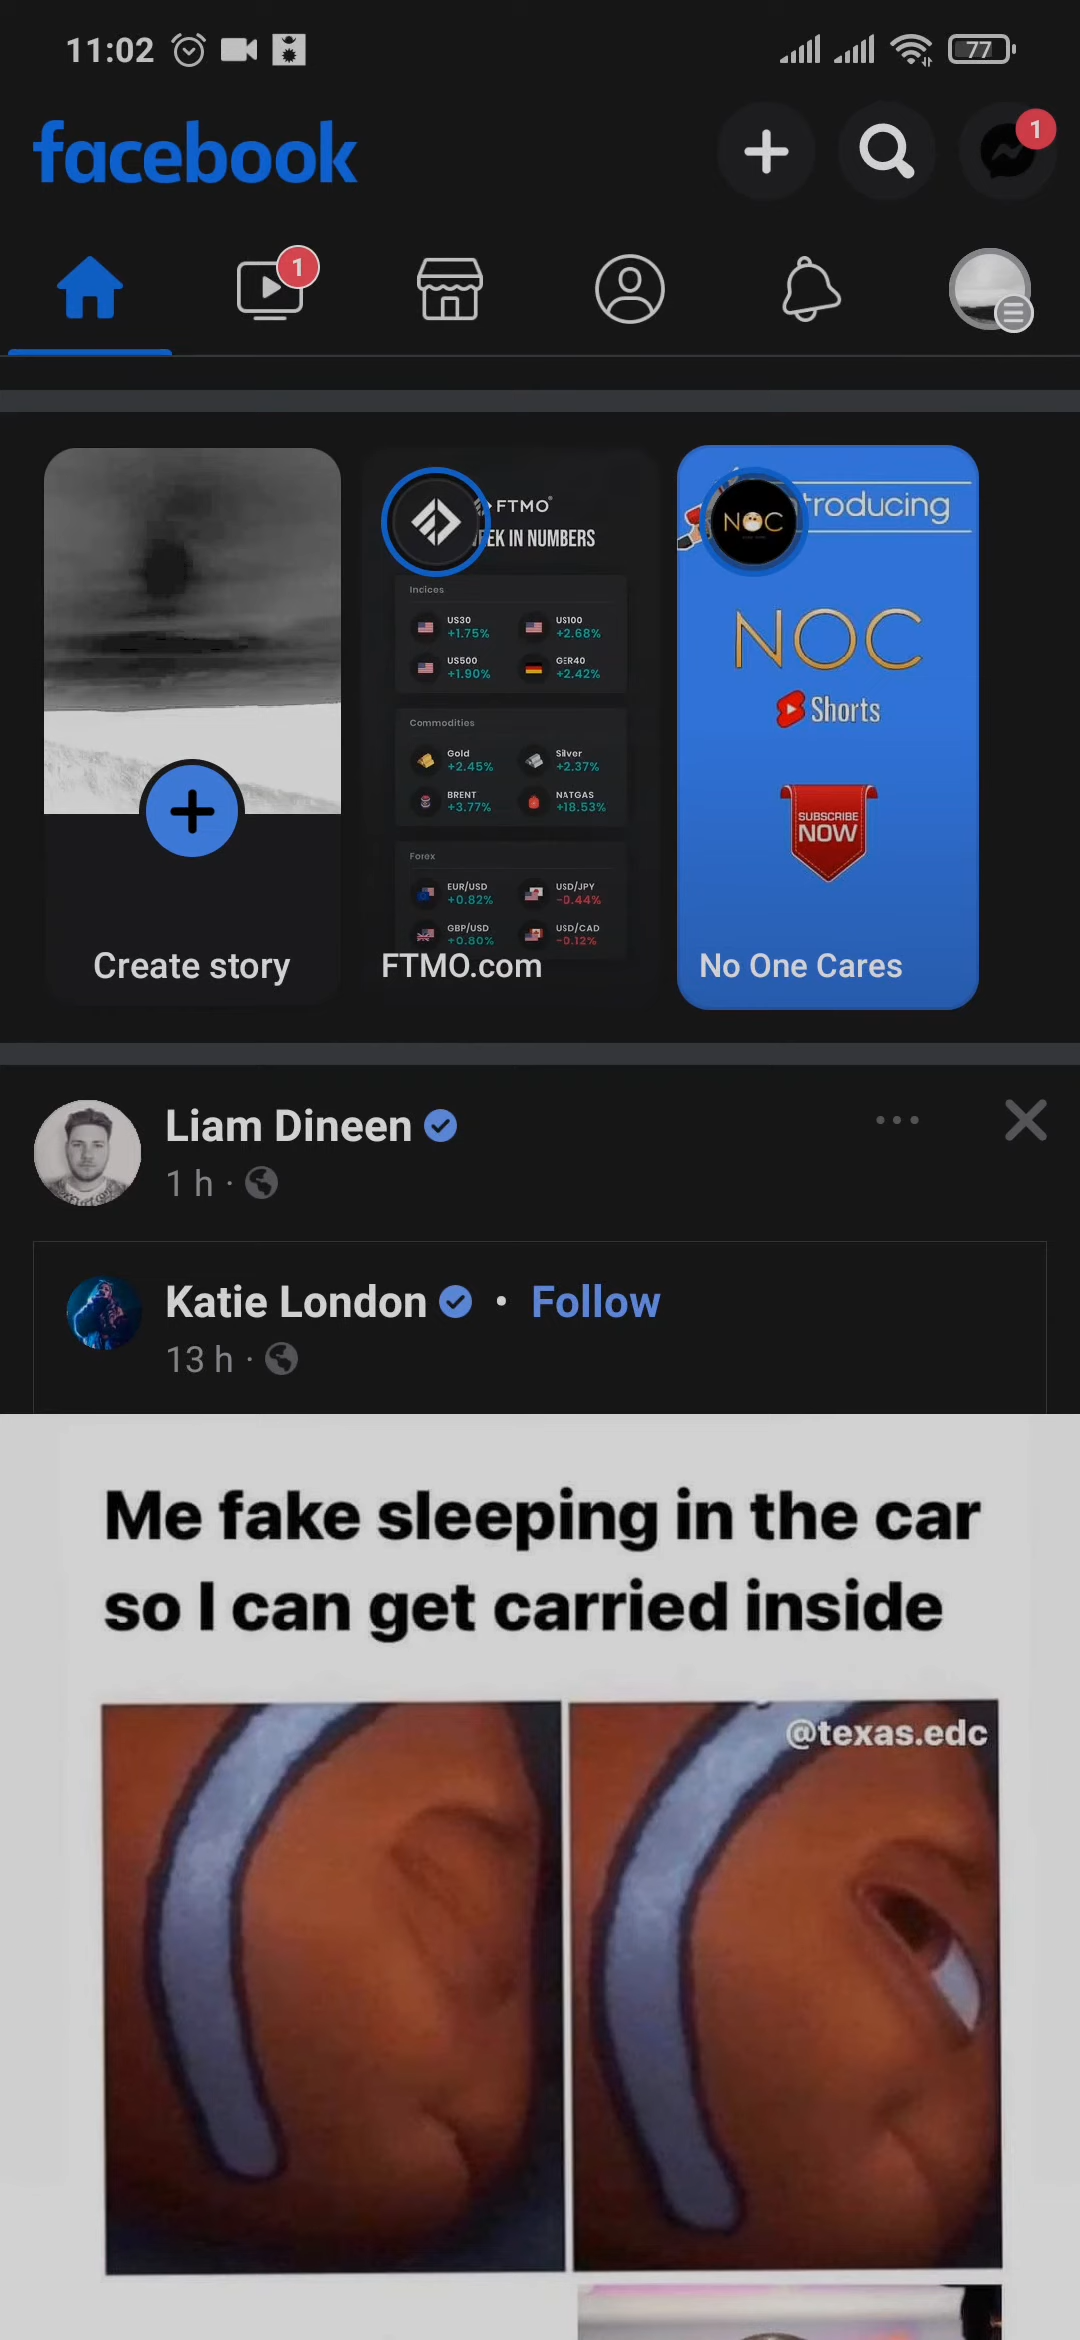 11:02
77
facebook
1
1
FTMO
EEK IN NUMBERS
Indices
US30
+1.75%
US100
+2.68%
US500
+1.90%
GER40
+2.42%
Commodities
Gold
+2.45%
Silver
+2.37%
BRENT
+3.77%
NATGAS
+18.53%
Forex
EUR/USD
+0.82%
USD/JPY
-0.44%
GBP/USD
+0.80%
USD/CAD
-0.12%
NOC
troducing
NOC
Shorts
SUBSCRIBE
NOW
Create story
FTMO.com
No One Cares
Liam Dineen
1 h ·
Katie London • Follow
13 h ·
Me fake sleeping in the car
so I can get carried inside
@texas.edc